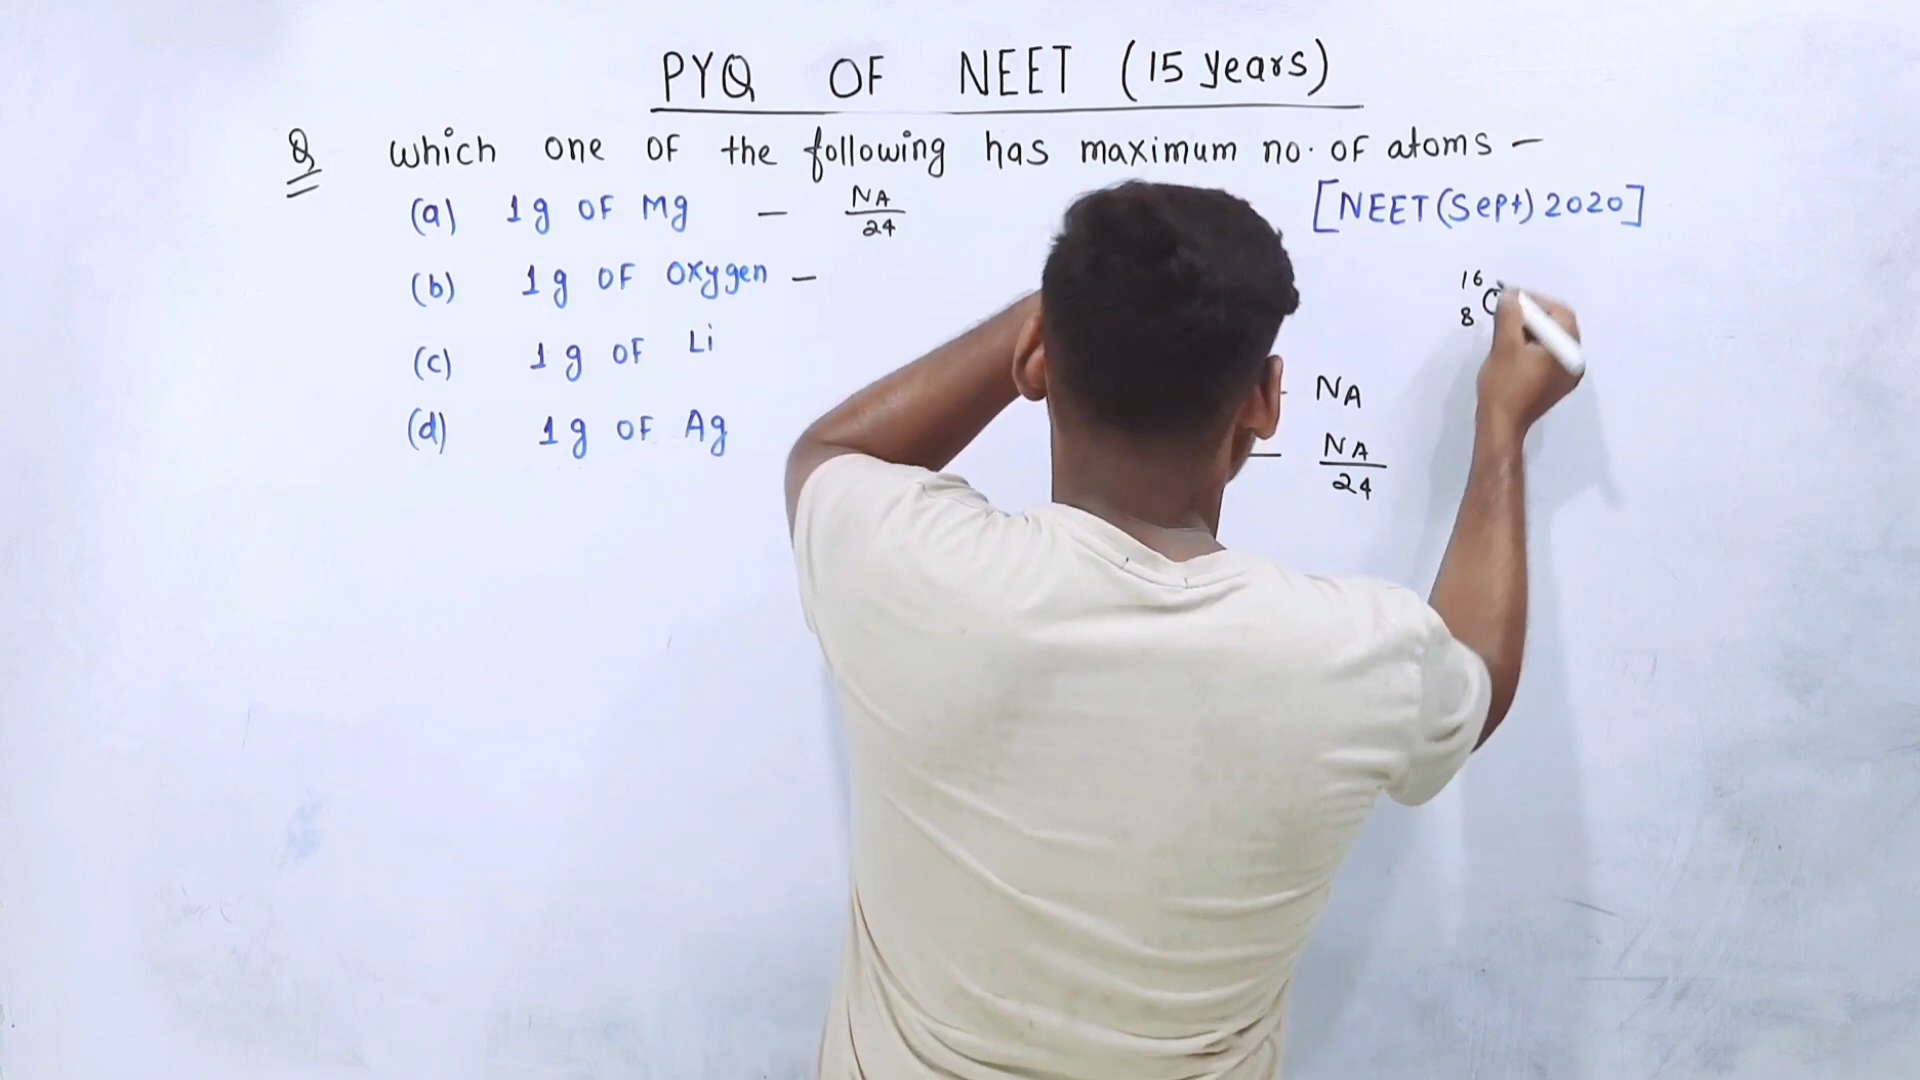 PYQ OF NEET (15 years)
Q which one of the following has maximum no. of atoms -
[NEET(Sept) 2020]
(a) 1g of Mg - NA/24
(b) 1g of Oxygen -
(c) 1g of Li
(d) 1g of Ag
16
8
- NA
- NA/24